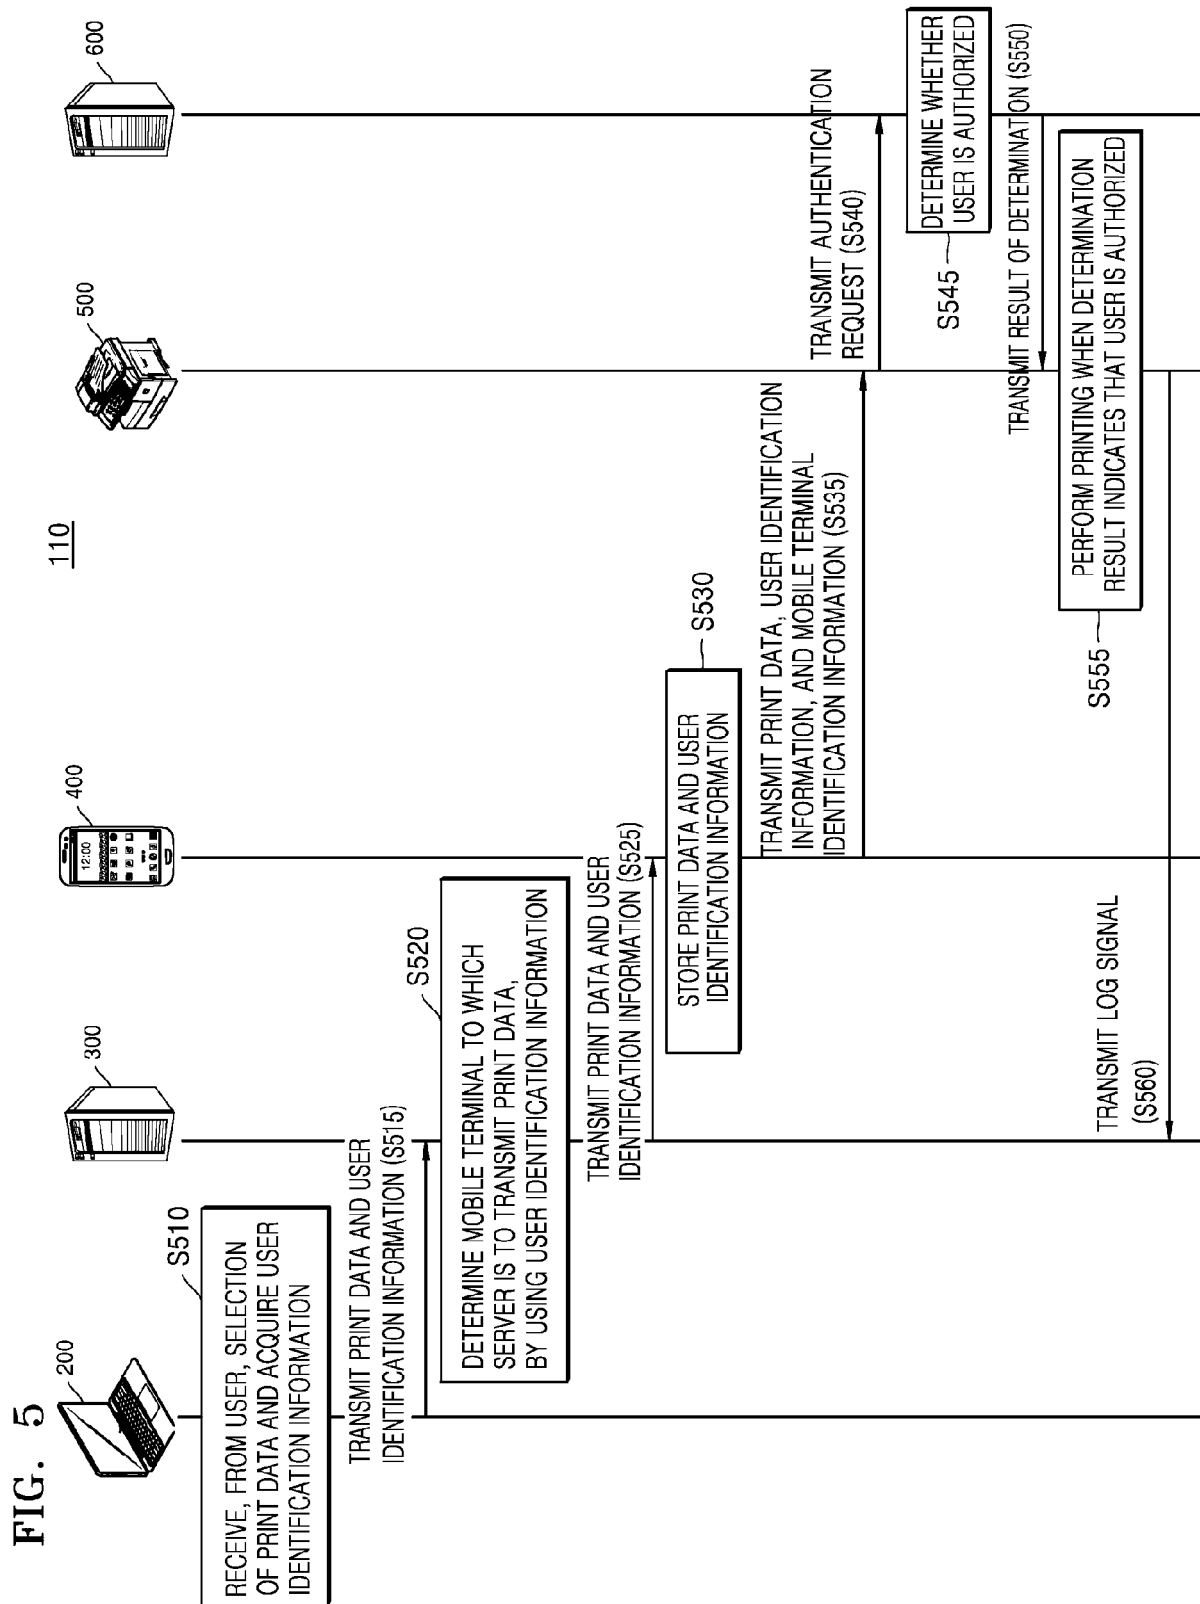 FIG. 5
110
200
300
400
500
600
12:00
S510
RECEIVE, FROM USER, SELECTION
OF PRINT DATA AND ACQUIRE USER
IDENTIFICATION INFORMATION
TRANSMIT PRINT DATA AND USER
IDENTIFICATION INFORMATION (S515)
S520
DETERMINE MOBILE TERMINAL TO WHICH
SERVER IS TO TRANSMIT PRINT DATA,
BY USING USER IDENTIFICATION INFORMATION
TRANSMIT PRINT DATA AND USER
IDENTIFICATION INFORMATION (S525)
S530
STORE PRINT DATA AND USER
IDENTIFICATION INFORMATION
TRANSMIT PRINT DATA, USER IDENTIFICATION
INFORMATION, AND MOBILE TERMINAL
IDENTIFICATION INFORMATION (S535)
TRANSMIT AUTHENTICATION
REQUEST (S540)
S545
DETERMINE WHETHER
USER IS AUTHORIZED
TRANSMIT RESULT OF DETERMINATION (S550)
S555
PERFORM PRINTING WHEN DETERMINATION
RESULT INDICATES THAT USER IS AUTHORIZED
TRANSMIT LOG SIGNAL
(S560)